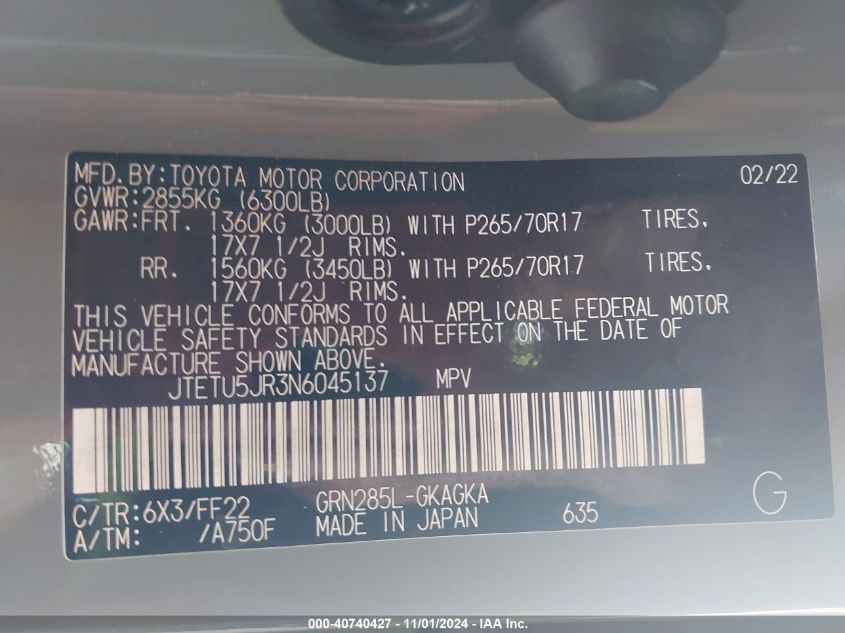 MFD. BY: TOYOTA MOTOR CORPORATION 02/22
GVWR: 2855KG (6300LB)
GAWR: FRT. 1360KG (3000LB) WITH P265/70R17 TIRES.
17X7 1/2J RIMS.
RR. 1560KG (3450LB) WITH P265/70R17 TIRES.
17X7 1/2J RIMS.
THIS VEHICLE CONFORMS TO ALL APPLICABLE FEDERAL MOTOR
VEHICLE SAFETY STANDARDS IN EFFECT ON THE DATE OF
MANUFACTURE SHOWN ABOVE.
JTETU5JR3N6045137 MPV
C/TR: 6X3/FF22 GRN285L-GKAGKA
A/TM: /A750F MADE IN JAPAN 635 G
000-40740427 - 11/01/2024 - IAA Inc.